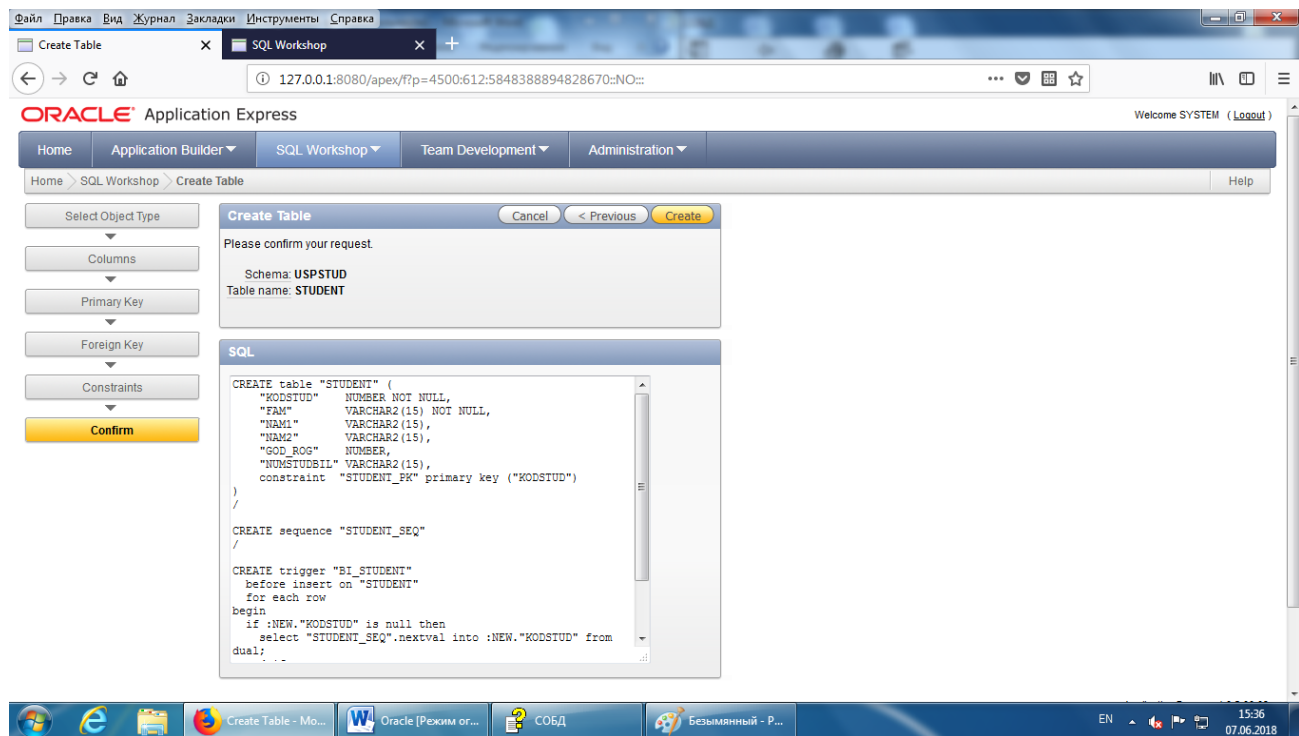 Файл Правка Вид Журнал Закладки Инструменты Справка
Create Table SQL Workshop
127.0.0.1:8080/apex/f?p=4500:612:5848388894828670::NO:::
ORACLE Application Express
Welcome SYSTEM ( Logout )
Home Application Builder SQL Workshop Team Development Administration
Home SQL Workshop Create Table Help
Select Object Type
Columns
Primary Key
Foreign Key
Constraints
Confirm
Create Table Cancel < Previous Create
Please confirm your request.
Schema: USPSTUD
Table name: STUDENT
SQL
CREATE table "STUDENT" (
"KODSTUD" NUMBER NOT NULL,
"FAM" VARCHAR2(15) NOT NULL,
"NAM1" VARCHAR2(15),
"NAM2" VARCHAR2(15),
"GOD_ROG" NUMBER,
"NUMSTUDBIL" VARCHAR2(15),
constraint "STUDENT_PK" primary key ("KODSTUD")
)
/
CREATE sequence "STUDENT_SEQ"
/
CREATE trigger "BI_STUDENT"
before insert on "STUDENT"
for each row
begin
if :NEW."KODSTUD" is null then
select "STUDENT_SEQ".nextval into :NEW."KODSTUD" from
dual;
Create Table - Mo... Oracle [Режим ог... СОБД Безымянный - P...
EN 15:36
07.06.2018